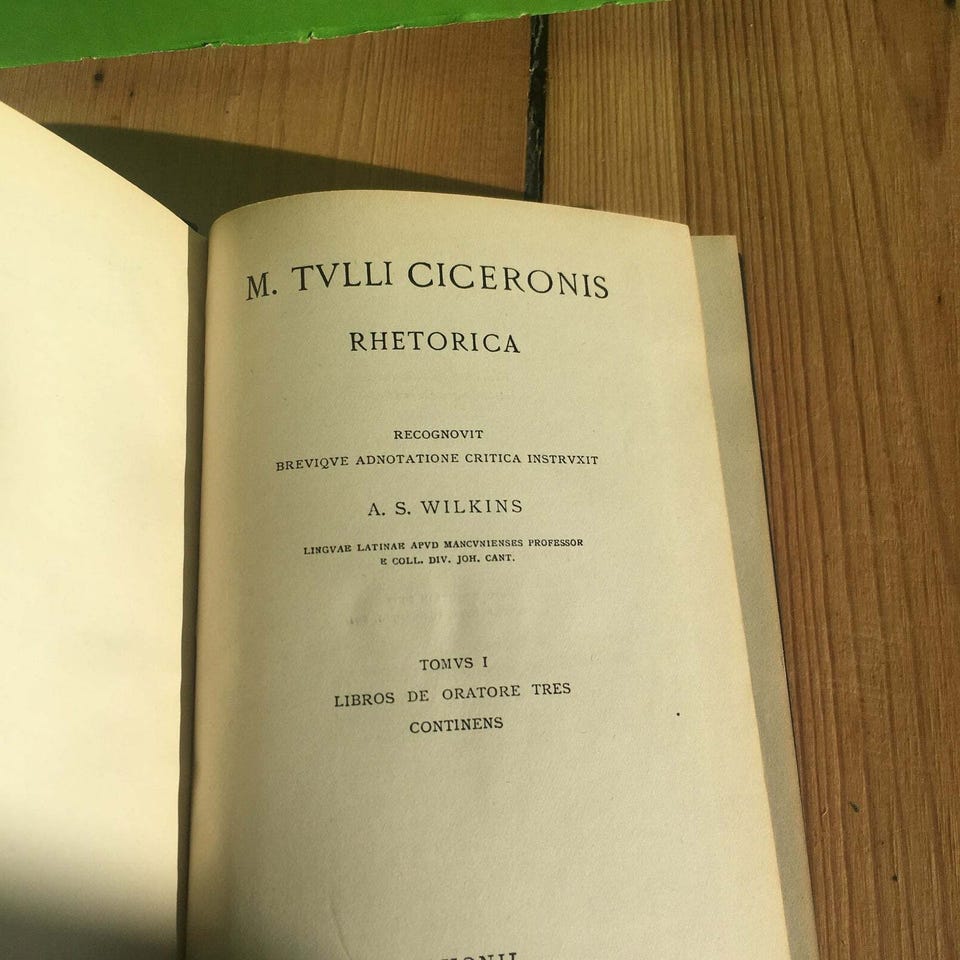 M. TVLLI CICERONIS
RHETORICA
RECOGNOVIT
BREVIQVE ADNOTATIONE CRITICA INSTRVXIT
A. S. WILKINS
LINGVAE LATINAE APVD MANCVNIENSES PROFESSOR
E COLL. DIV. JOH. CANT.
TOMVS I
LIBROS DE ORATORE TRES
CONTINENS